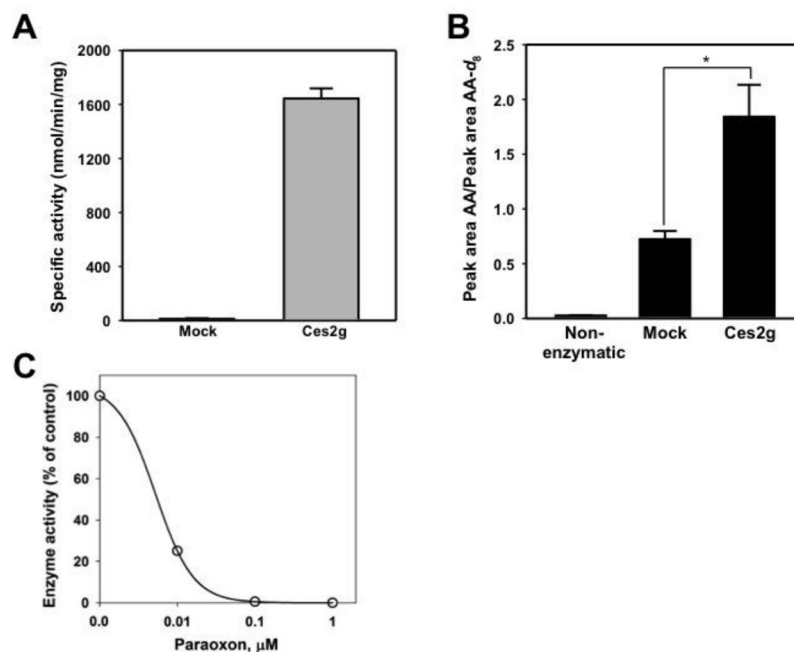 A
Specific activity (nmol/min/mg)
2000
1600
1200
800
400
0
Mock
Ces2g
B
Peak area AA/Peak area AA-d8
2.5
2.0
1.5
1.0
0.5
0.0
*
Non-
enzymatic
Mock
Ces2g
C
Enzyme activity (% of control)
100
80
60
40
20
0
0.0
0.01
0.1
1
Paraoxon, μM